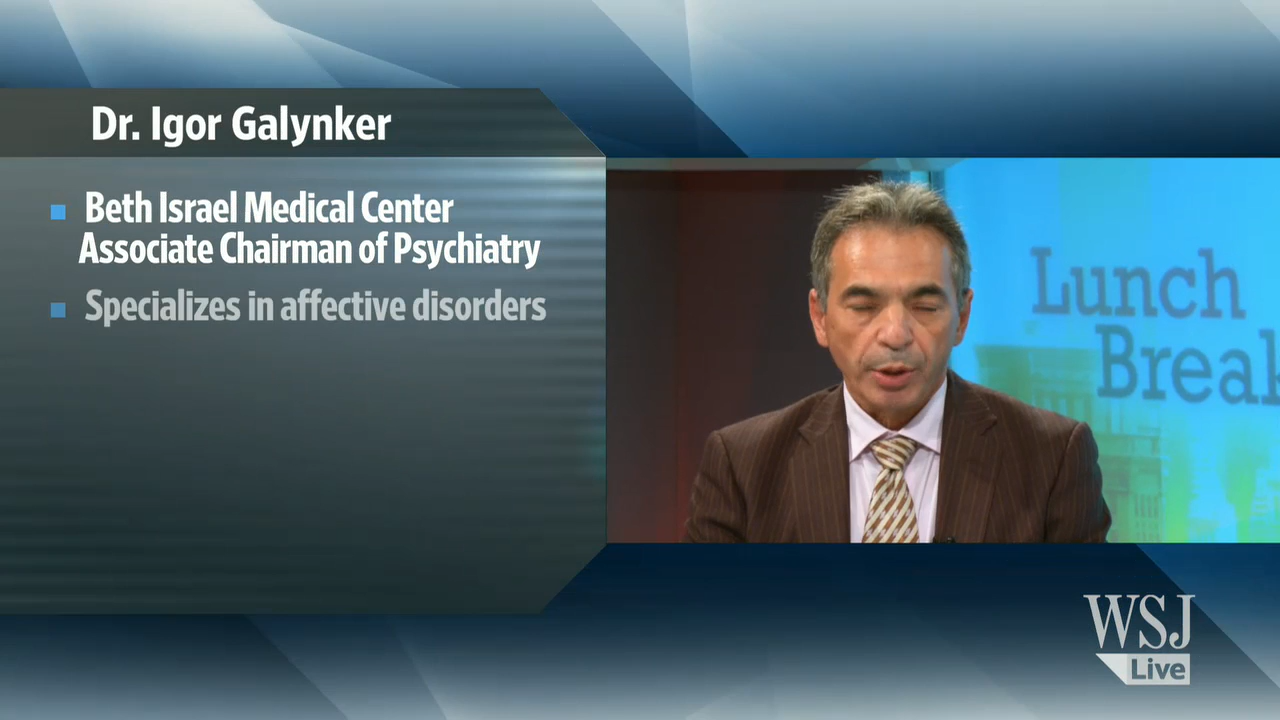 Dr. Igor Galynker
Beth Israel Medical Center
Associate Chairman of Psychiatry
Specializes in affective disorders
Lunch
Break
WSJ
Live